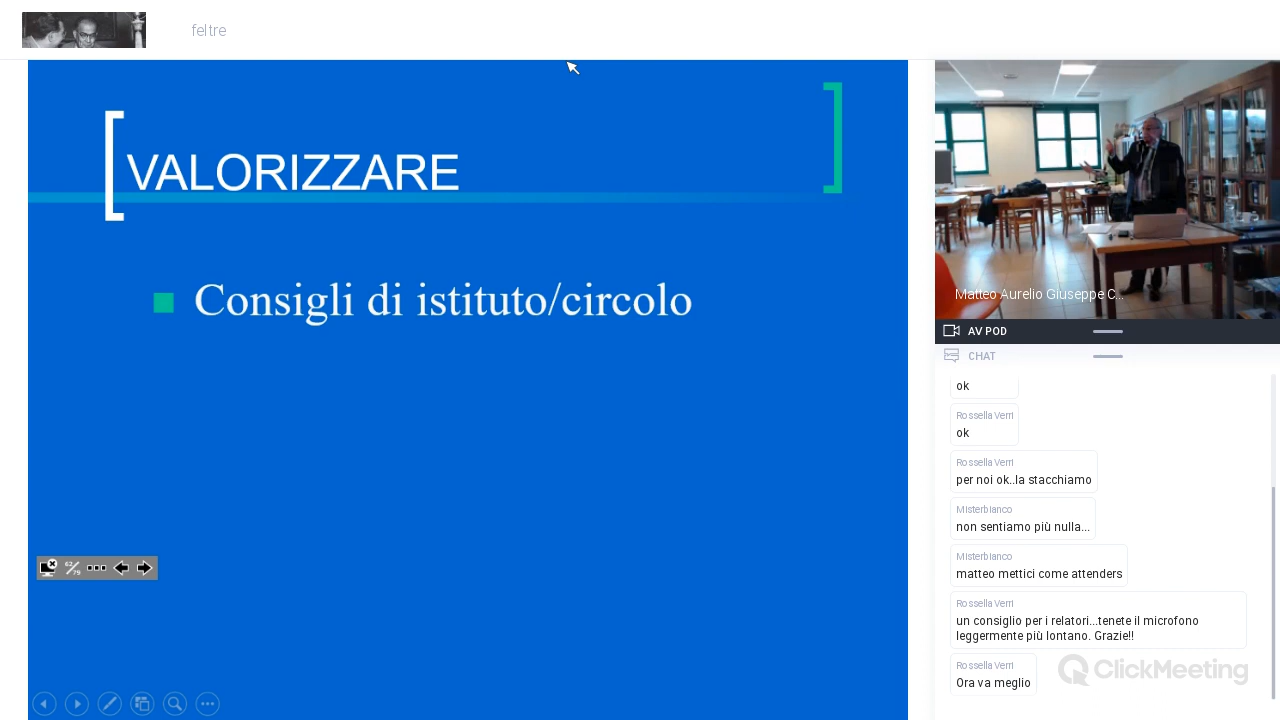 feltre
VALORIZZARE
Consigli di istituto/circolo
62
79
Matteo Aurelio Giuseppe C...
AV POD
CHAT
ok
Rossella Verri
ok
Rossella Verri
per noi ok..la stacchiamo
Misterbianco
non sentiamo più nulla...
Misterbianco
matteo mettici come attenders
Rossella Verri
un consiglio per i relatori...tenete il microfono
leggermente più lontano. Grazie!!
Rossella Verri
Ora va meglio
ClickMeeting